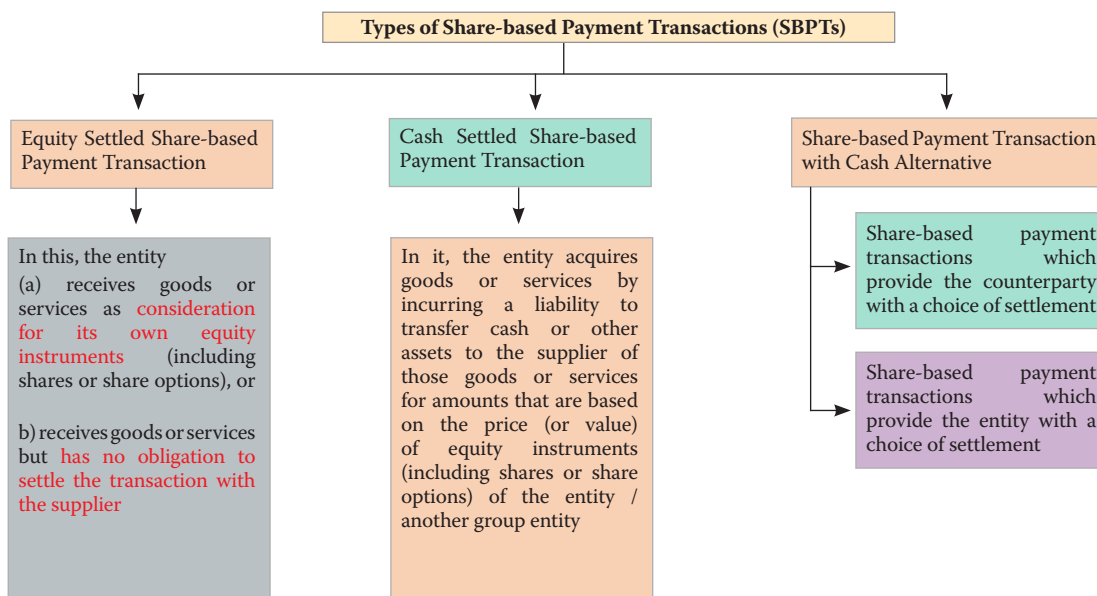 Types of Share-based Payment Transactions (SBPTs)
Equity Settled Share-based
Payment Transaction
In this, the entity
(a) receives goods or
services as consideration
for its own equity
instruments (including
shares or share options), or
b) receives goods or services
but has no obligation to
settle the transaction with
the supplier
Cash Settled Share-based
Payment Transaction
In it, the entity acquires
goods or services by
incurring a liability to
transfer cash or other
assets to the supplier of
those goods or services
for amounts that are based
on the price (or value)
of equity instruments
(including shares or share
options) of the entity /
another group entity
Share-based Payment Transaction
with Cash Alternative
Share-based payment
transactions which
provide the counterparty
with a choice of settlement
Share-based payment
transactions which
provide the entity with a
choice of settlement